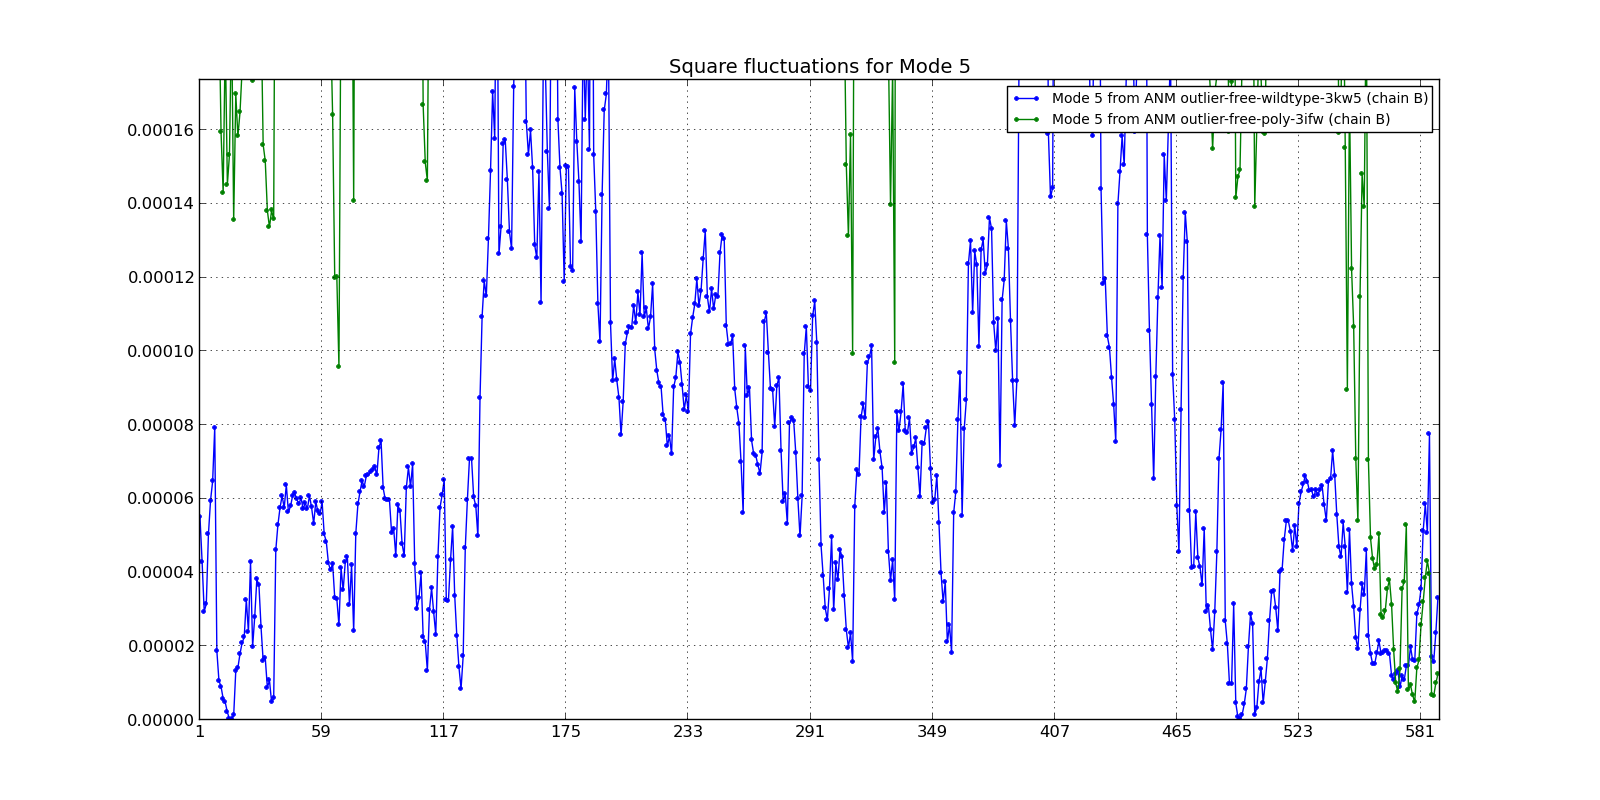 Square fluctuations for Mode 5
Mode 5 from ANM outlier-free-wildtype-3kw5 (chain B)
Mode 5 from ANM outlier-free-poly-3ifw (chain B)
0.00016
0.00014
0.00012
0.00010
0.00008
0.00006
0.00004
0.00002
0.00000
1 59 117 175 233 291 349 407 465 523 581